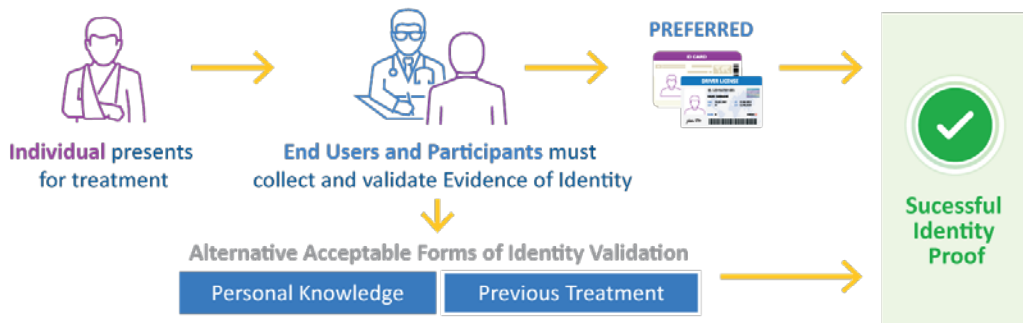 PREFERRED
ID CARD
DRIVER LICENSE
Individual presents
for treatment
End Users and Participants must
collect and validate Evidence of Identity
Alternative Acceptable Forms of Identity Validation
Personal Knowledge
Previous Treatment
Sucessful
Identity
Proof